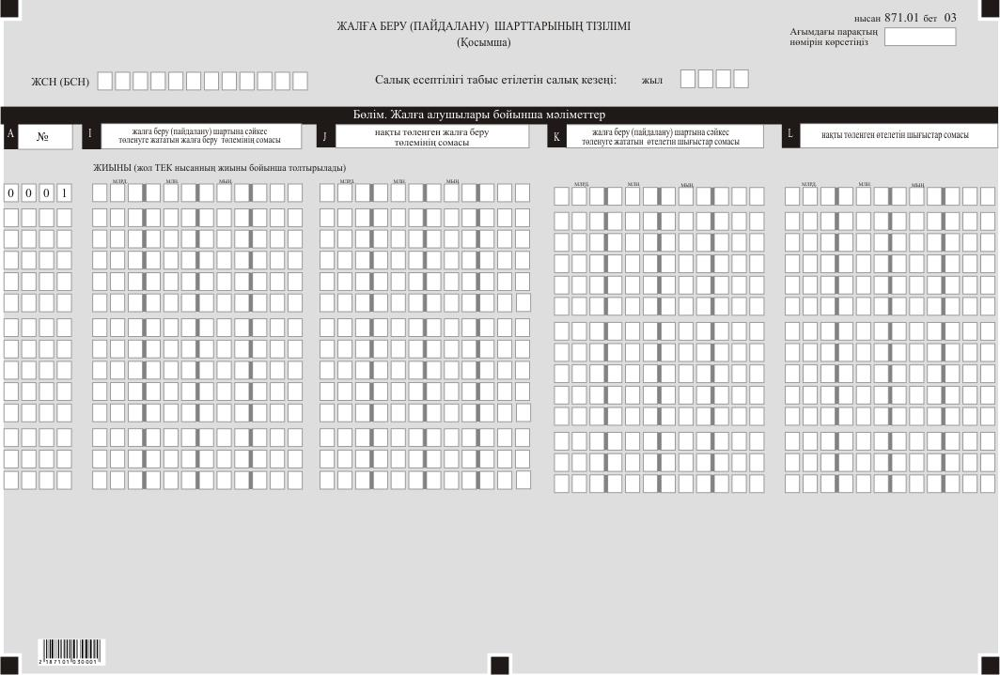 нысан 871.01 бет 03
ЖАЛҒА БЕРУ (ПАЙДАЛАНУ) ШАРТТАРЫНЫҢ ТІЗІЛІМІ
(Қосымша)
Ағымдағы парақтың
нөмірін көрсетіңіз
ЖСН (БСН)
Салық есептілігі табыс етілетін салық кезеңі: жыл
Бөлім. Жалға алушылары бойынша мәліметтер
A №
I жалға беру (пайдалану) шартына сәйкес
төленуге жататын жалға беру төлемінің сомасы
J нақты төленген жалға беру
төлемінің сомасы
K жалға беру (пайдалану) шартына сәйкес
төленуге жататын өтелетін шығыстар сомасы
L нақты төленген өтелетін шығыстар сомасы
ЖИЫНЫ (жол ТЕК нысанның жиыны бойынша толтырылады)
МЛРД. МЛН. МЫҢ МЛРД. МЛН. МЫҢ МЛРД. МЛН. МЫҢ МЛРД. МЛН. МЫҢ
0 0 0 1
2 187101 030001